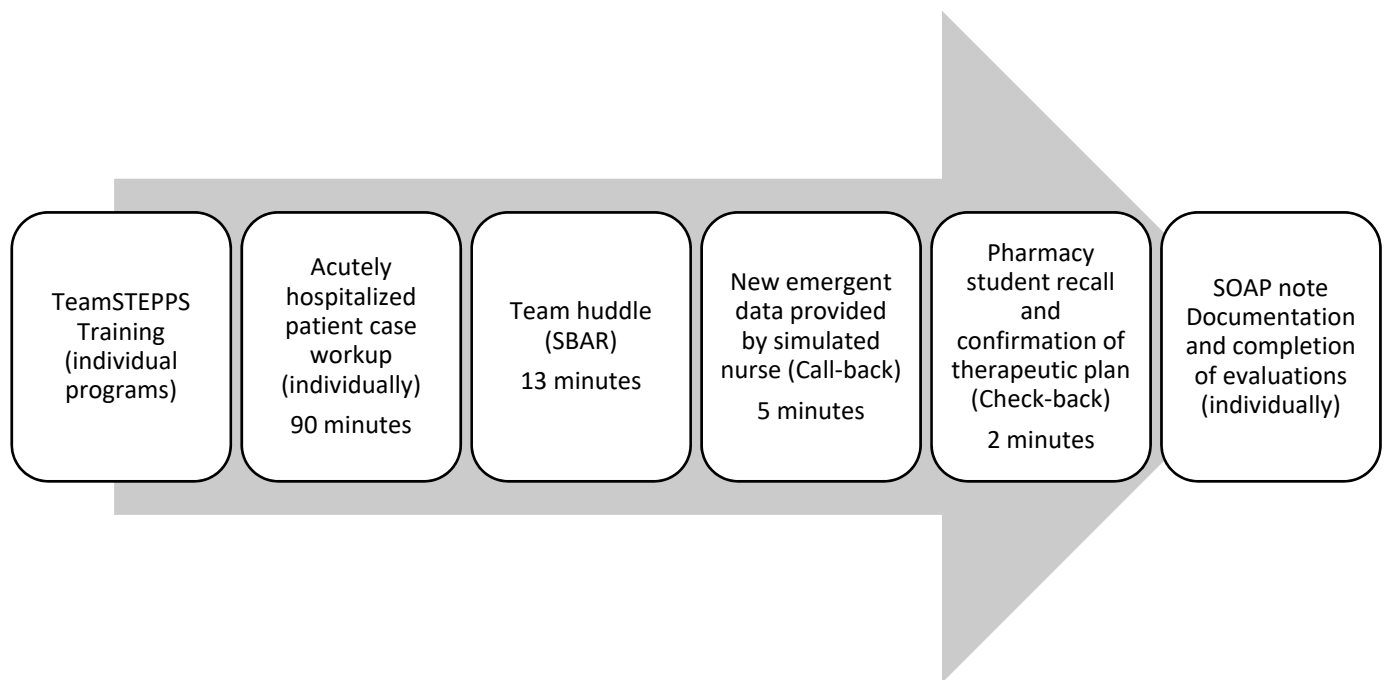 TeamSTEPPS
Training
(individual
programs)
Acutely
hospitalized
patient case
workup
(individually)
90 minutes
Team huddle
(SBAR)
13 minutes
New emergent
data provided
by simulated
nurse (Call-back)
5 minutes
Pharmacy
student recall
and
confirmation of
therapeutic plan
(Check-back)
2 minutes
SOAP note
Documentation
and completion
of evaluations
(individually)